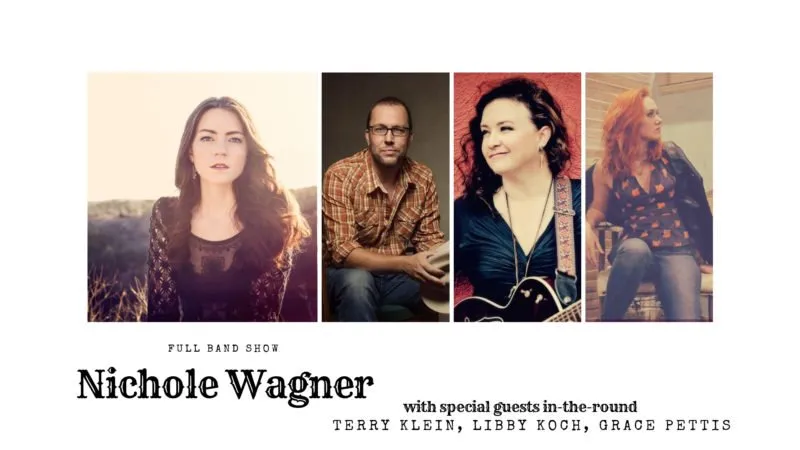 FULL BAND SHOW
Nichole Wagner
with special guests in-the-round
TERRY KLEIN, LIBBY KOCH, GRACE PETTIS